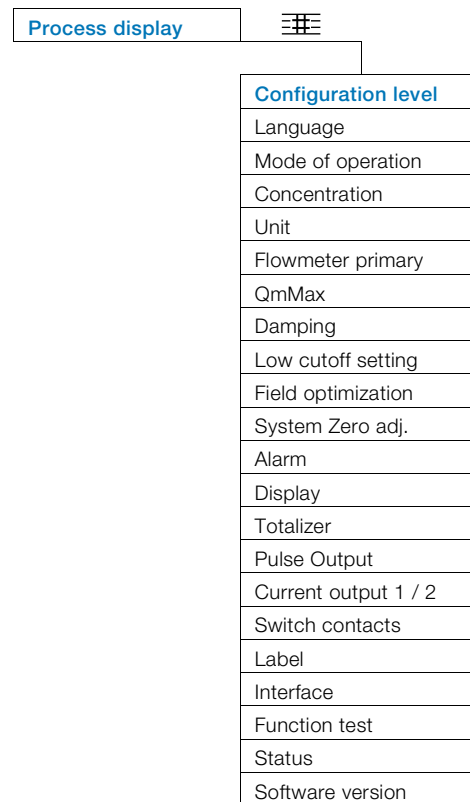 Process display
Configuration level
Language
Mode of operation
Concentration
Unit
Flowmeter primary
QmMax
Damping
Low cutoff setting
Field optimization
System Zero adj.
Alarm
Display
Totalizer
Pulse Output
Current output 1 / 2
Switch contacts
Label
Interface
Function test
Status
Software version